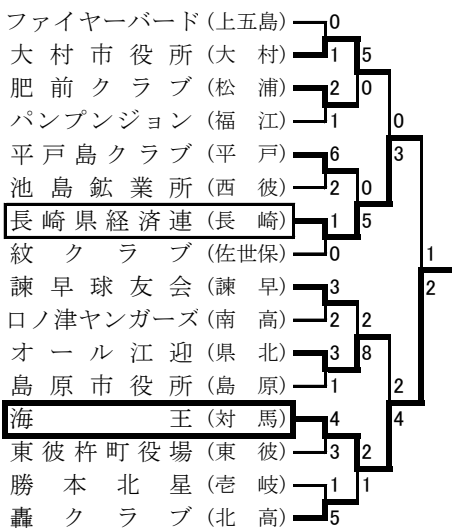 ファイヤーバード(上五島) 0
大村市役所(大村) 1 5
肥前クラブ(松浦) 2 0
パンプンジョン(福江) 1 0
平戸島クラブ(平戸) 6 3
池島鉱業所(西彼) 2 0
長崎県経済連(長崎) 1 5
紋クラブ(佐世保) 0 1
諫早球友会(諫早) 3 2
口ノ津ヤンガーズ(南高) 2 2
オール江迎(県北) 3 8
島原市役所(島原) 1 2
海王(対馬) 4 4
東彼杵町役場(東彼) 3 2
勝本北星(壱岐) 1 1
轟クラブ(北高) 5